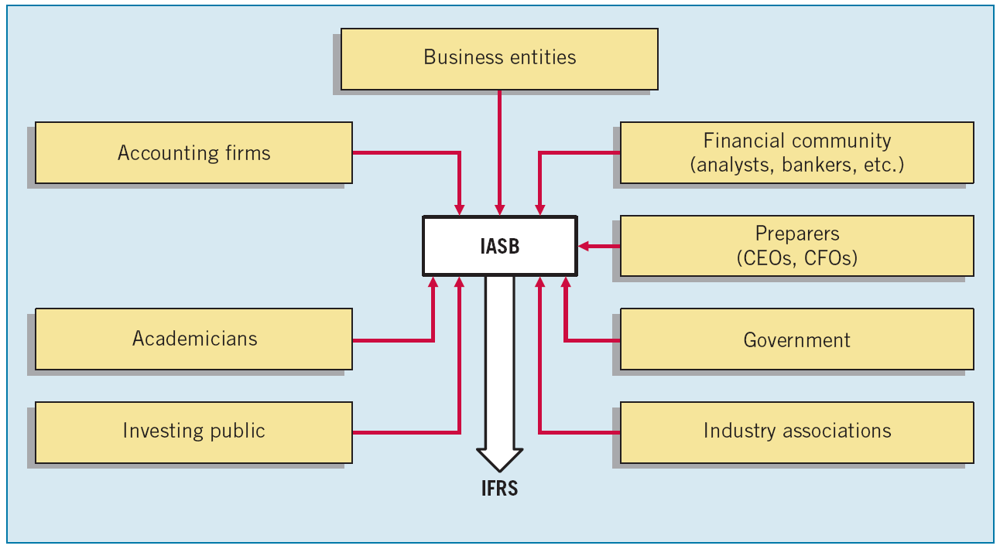 Business entities
Accounting firms
Financial community
(analysts, bankers, etc.)
IASB
Preparers
(CEOs, CFOs)
Academicians
Government
Investing public
Industry associations
IFRS